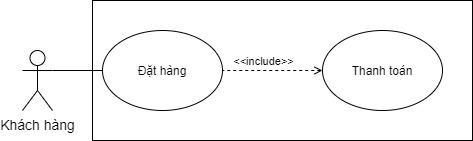 Đặt hàng
<<include>>
Thanh toán
Khách hàng